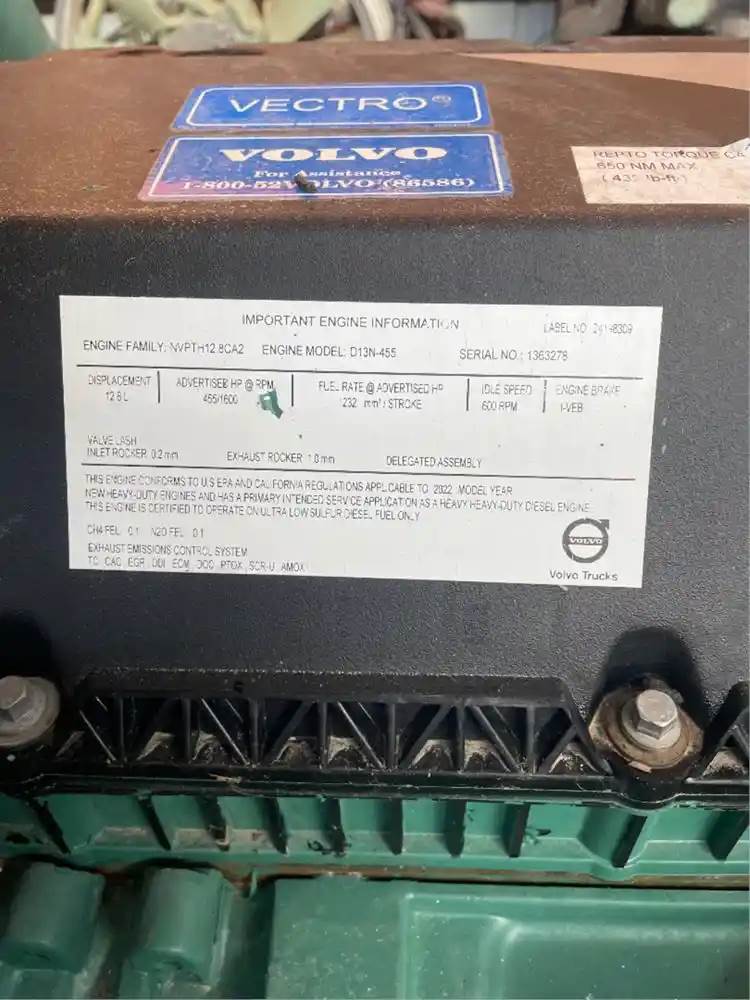 VECTRO®
VOLVO
For Assistance
1-800-52VOLVO (86586)
REPTO TORQUE
650 NM MAX
lb-ft)
IMPORTANT ENGINE INFORMATION
LABEL NO.
ENGINE FAMILY: NVPTH12.8CA2 ENGINE MODEL: D13N-455 SERIAL NO.: 1363278
DISPLACEMENT ADVERTISED HP @ RPM FUEL RATE @ ADVERTISED HP IDLE SPEED ENGINE BRAKE
12.8 L 455/1600 232 mm³/ STROKE 600 RPM I-VEB
VALVE LASH
INLET ROCKER 0.2 mm EXHAUST ROCKER 1.0 mm DELEGATED ASSEMBLY
THIS ENGINE CONFORMS TO U.S EPA AND CALIFORNIA REGULATIONS APPLICABLE TO 2022 MODEL YEAR
NEW HEAVY-DUTY ENGINES AND HAS A PRIMARY INTENDED SERVICE APPLICATION AS A HEAVY HEAVY-DUTY DIESEL ENGINE.
THIS ENGINE IS CERTIFIED TO OPERATE ON ULTRA LOW SULFUR DIESEL FUEL ONLY
CH4 FEL 0.1 N2O FEL 0.1
EXHAUST EMISSIONS CONTROL SYSTEM
TC, CAC, EGR, DDI, ECM, DOC, PTOX, SCR-U, AMOX
VOLVO
Volvo Trucks